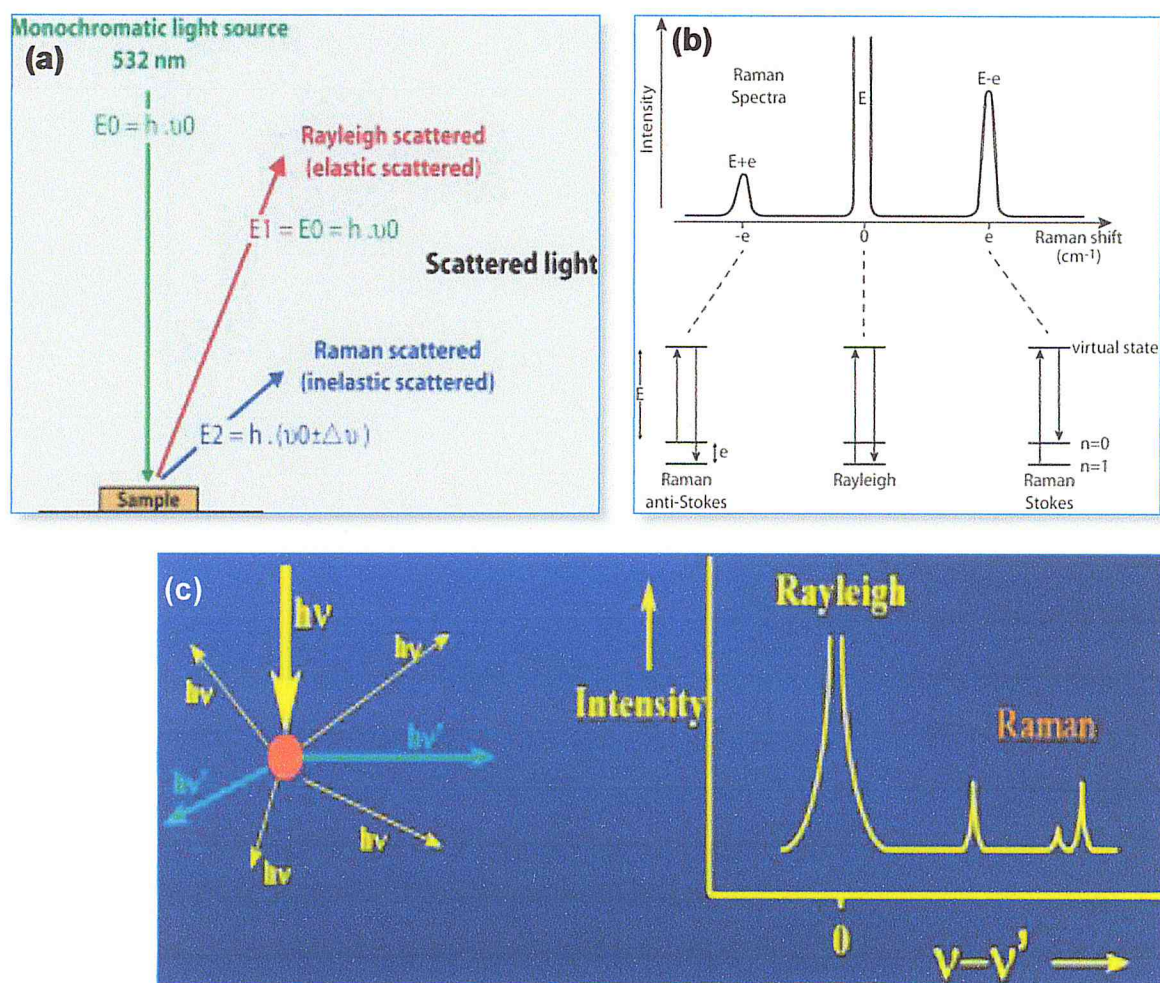 Monochromatic light source
(a)
532 nm
E0 = h .υ0
Rayleigh scattered
(elastic scattered)
E1 = E0 = h .υ0
Scattered light
Raman scattered
(inelastic scattered)
E2 = h .(υ0±△υ)
Sample
(b)
Intensity
Raman
Spectra
E+e
E
E-e
-e
0
e
Raman shift
(cm-1)
virtual state
E
e
n=0
n=1
Raman
anti-Stokes
Rayleigh
Raman
Stokes
(c)
hν
hν
hν
hν'
hν'
hν
hν
Intensity
Rayleigh
Raman
0
ν−ν'